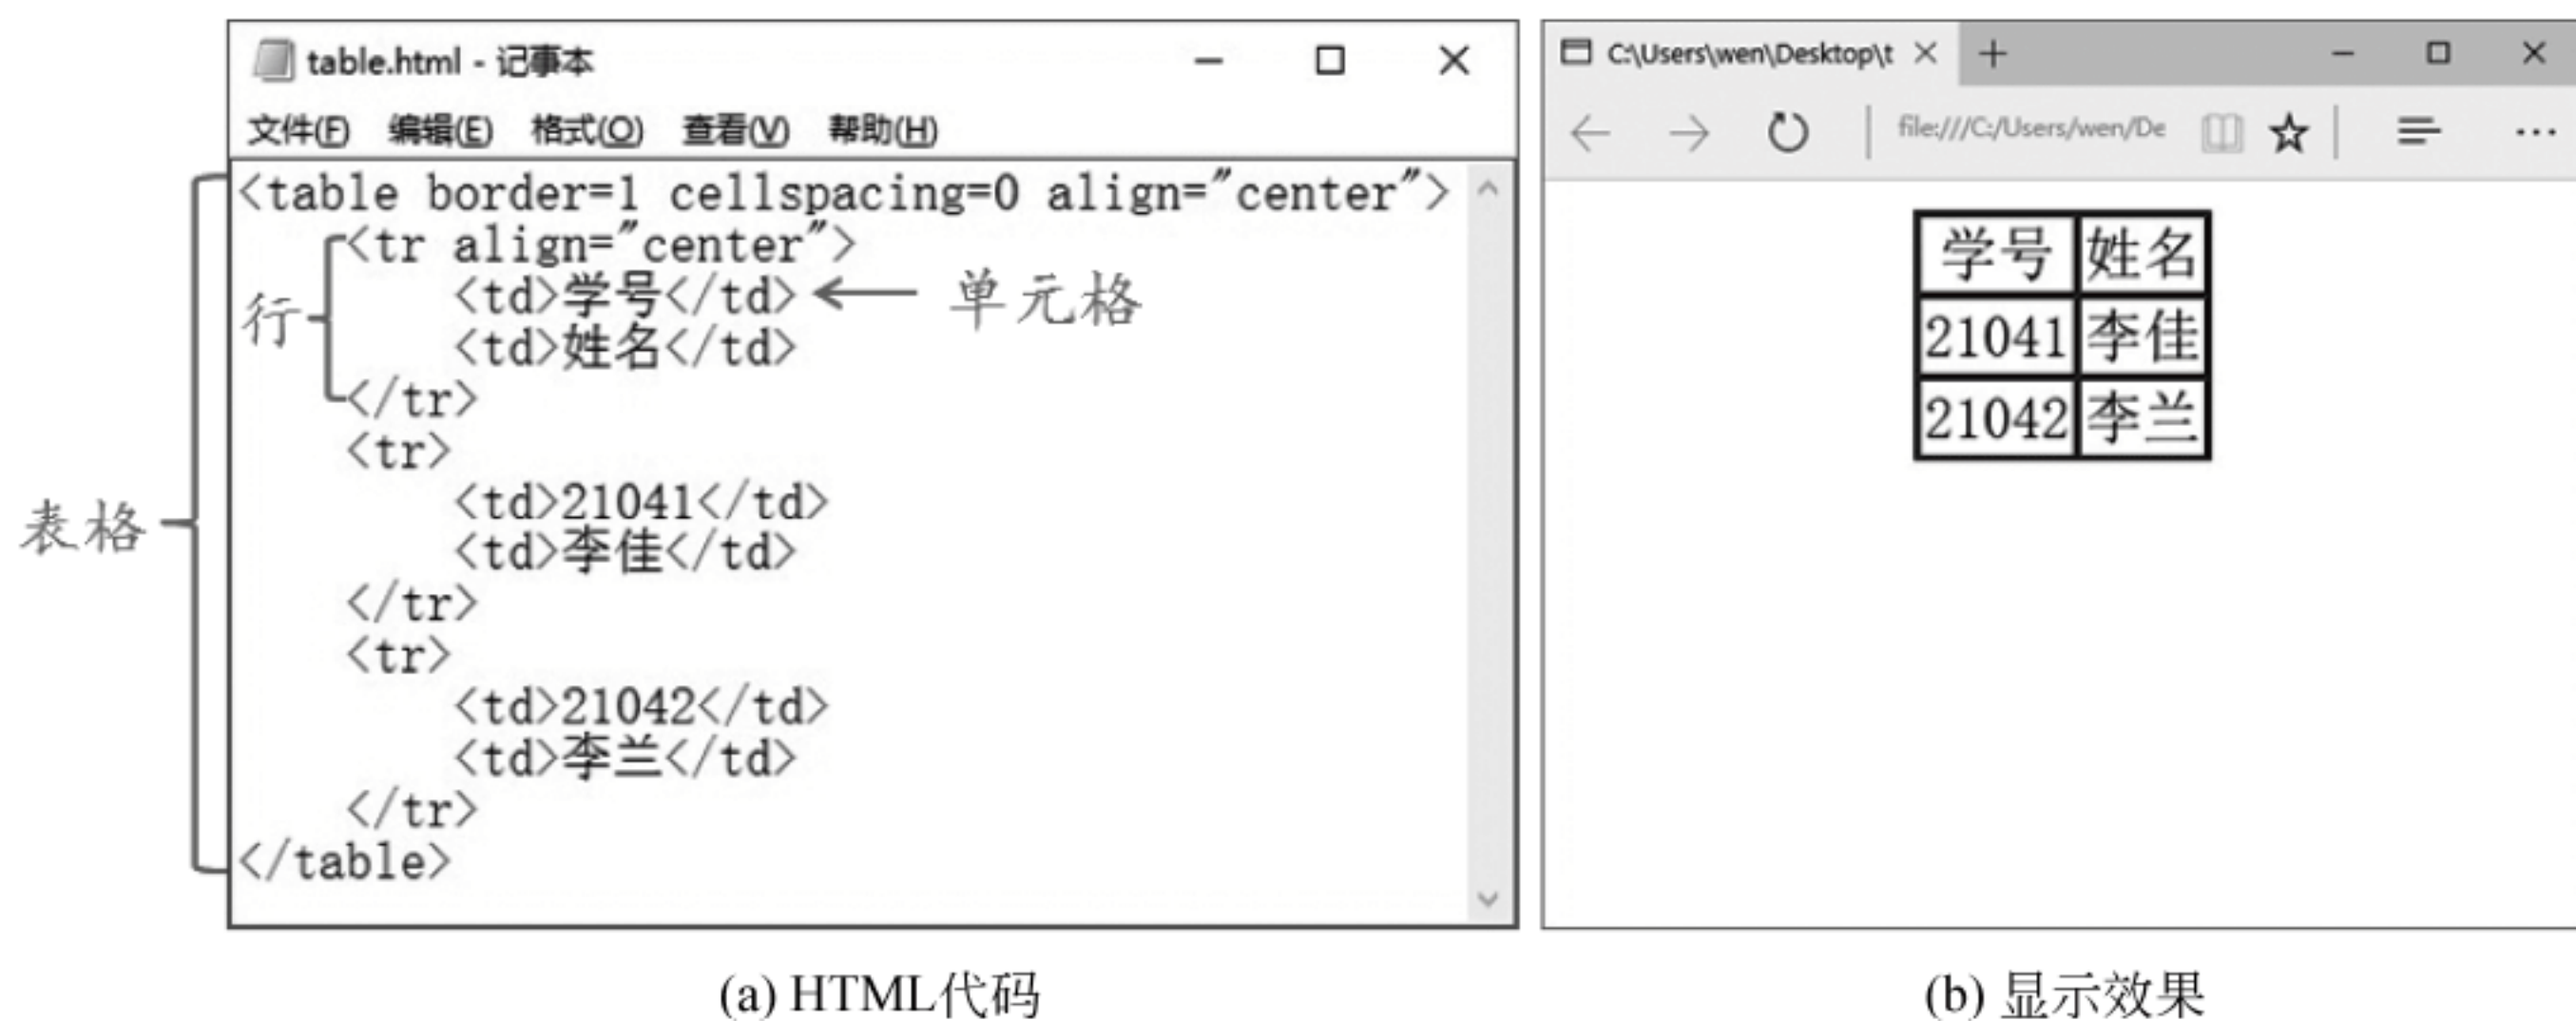 table.html - 记事本
文件(F) 编辑(E) 格式(O) 查看(V) 帮助(H)
<table border=1 cellspacing=0 align="center">
<tr align="center">
<td>学号</td>
单元格
行
<td>姓名</td>
</tr>
<tr>
<td>21041</td>
表格
<td>李佳</td>
</tr>
<tr>
<td>21042</td>
<td>李兰</td>
</tr>
</table>
(a) HTML代码
C:\Users\wen\Desktop\t
file:///C:/Users/wen/De
学号 姓名
21041 李佳
21042 李兰
(b) 显示效果